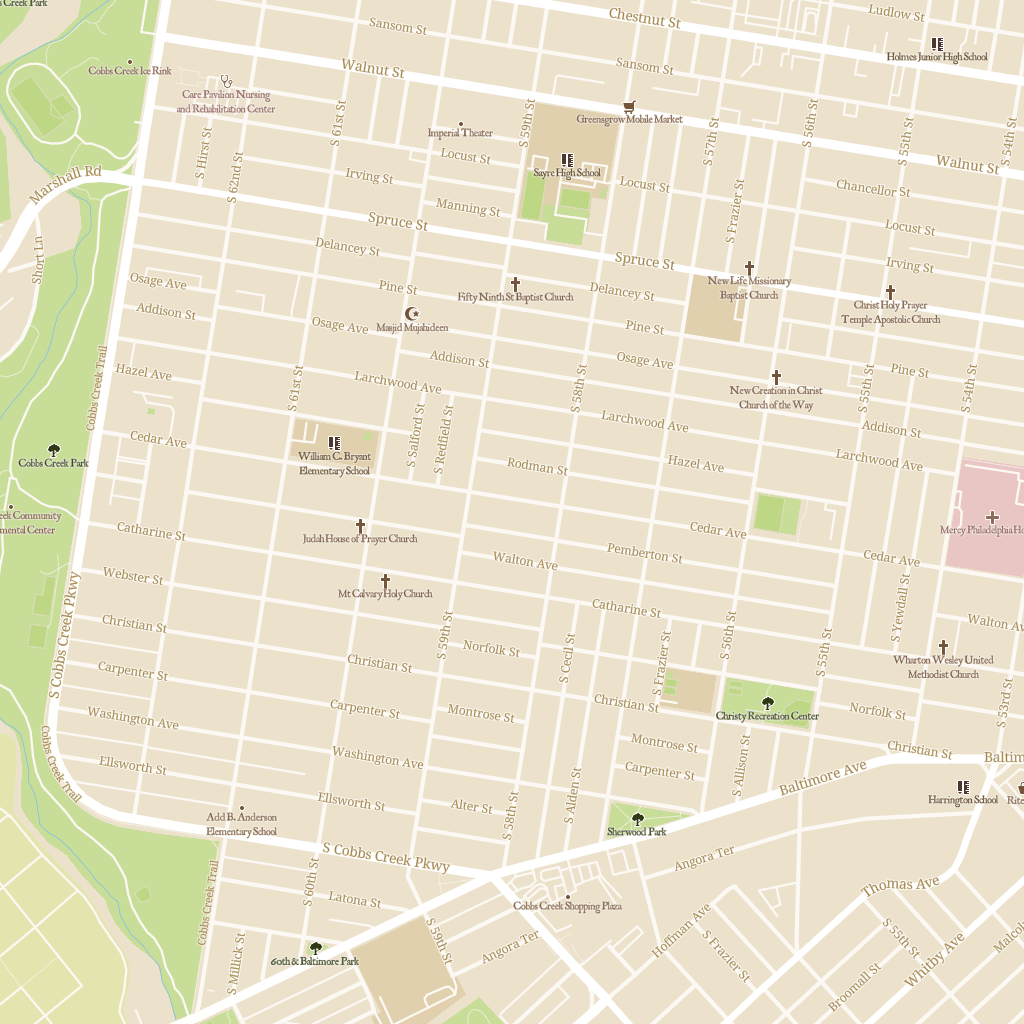 s Creek Park
Sansom St
Chestnut St
Ludlow St
Holmes Junior High School
Cobbs Creek Ice Rink
Walnut St
Sansom St
Care Pavilion Nursing
and Rehabilitation Center
S 61st St
S 59th St
Greensgrow Mobile Market
S 56th St
S 57th St
S 55th St
S 54th St
Imperial Theater
S Hirst St
S 62nd St
Locust St
Sayre High School
Walnut St
Marshall Rd
Irving St
Locust St
Chancellor St
Manning St
S Frazier St
Spruce St
Locust St
Short Ln
Delancey St
Spruce St
Irving St
Osage Ave
Pine St
Fifty Ninth St Baptist Church
Delancey St
New Life Missionary
Baptist Church
Christ Holy Prayer
Temple Apostolic Church
Addison St
Osage Ave
Masjid Mujahideen
Pine St
Addison St
Osage Ave
Pine St
Cobbs Creek Trail
Hazel Ave
S 61st St
Larchwood Ave
S 58th St
New Creation in Christ
Church of the Way
S 55th St
S 54th St
S Salford St
S Redfield St
Larchwood Ave
Addison St
Cedar Ave
William C. Bryant
Elementary School
Larchwood Ave
Cobbs Creek Park
Rodman St
Hazel Ave
eek Community
mental Center
Catharine St
Judah House of Prayer Church
Cedar Ave
Mercy Philadelphia Ho
Pemberton St
Cedar Ave
Webster St
Walton Ave
Mt Calvary Holy Church
S Yewdall St
S Cobbs Creek Pkwy
Christian St
S 59th St
Catharine St
S 56th St
Walton Av
Norfolk St
S Cecil St
S Frazier St
S 55th St
Wharton Wesley United
Methodist Church
Carpenter St
Christian St
Christian St
Christy Recreation Center
S 53rd St
Washington Ave
Carpenter St
Montrose St
Norfolk St
Cobbs Creek Trail
Washington Ave
Montrose St
Christian St
Ellsworth St
Carpenter St
S Allison St
Baltimore Ave
Baltim
Ellsworth St
Alter St
S 58th St
S Alden St
Harrington School
Rite
Add B. Anderson
Elementary School
Sherwood Park
S Cobbs Creek Pkwy
Angora Ter
S 60th St
Cobbs Creek Trail
Latona St
Cobbs Creek Shopping Plaza
Thomas Ave
S Millick St
S 59th St
Angora Ter
Hoffman Ave
S Frazier St
S 55th St
Whitby Ave
Malcol
60th & Baltimore Park
Broomall St